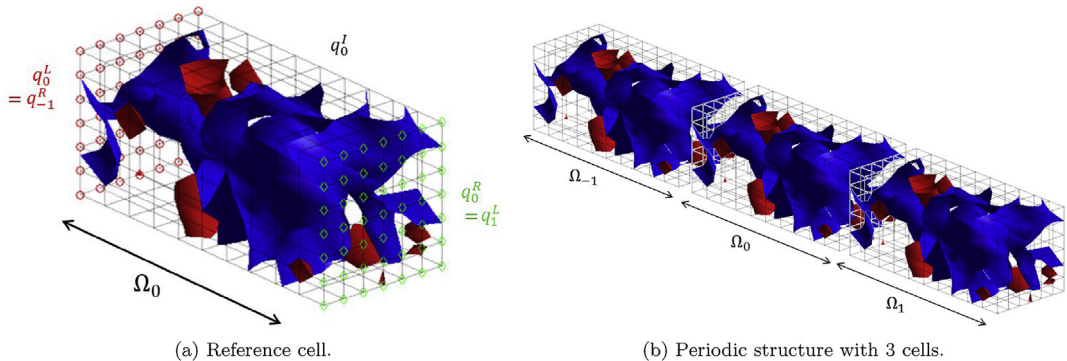 q_0^I
q_0^L
= q_{-1}^R
q_0^R
= q_1^L
Ω_0
(a) Reference cell.
Ω_{-1}
Ω_0
Ω_1
(b) Periodic structure with 3 cells.